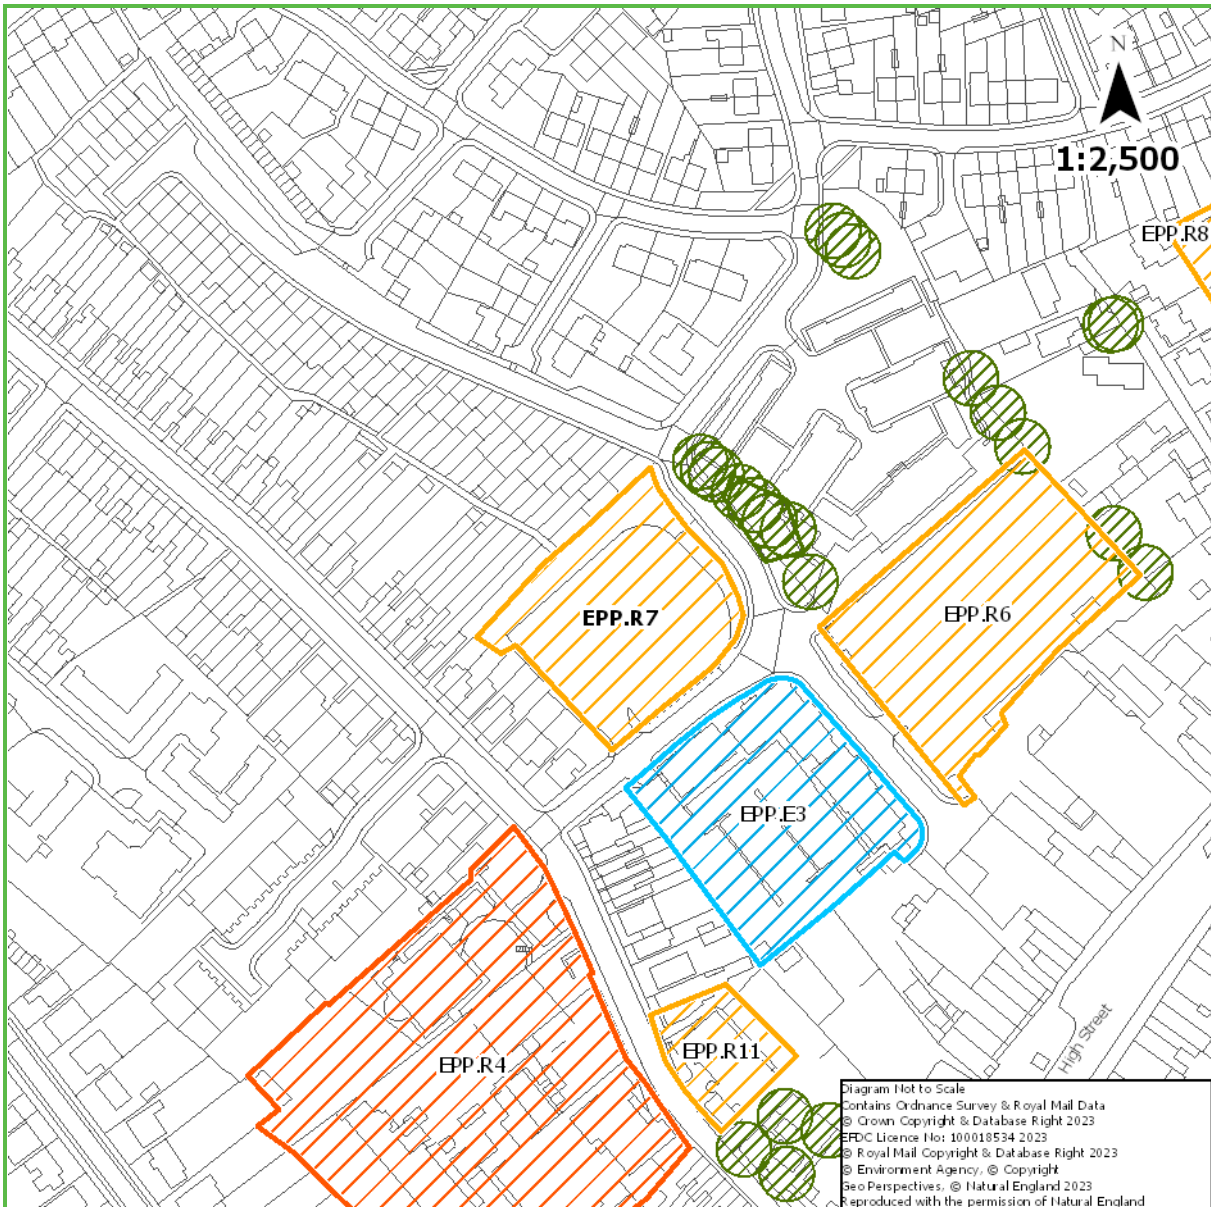 N
1:2,500
EPP.R8
EPP.R7
EPP.R6
EPP.E3
EPP.R11
EPP.R4
High Street
Diagram Not to Scale
Contains Ordnance Survey & Royal Mail Data
© Crown Copyright & Database Right 2023
EFDC Licence No: 100018534 2023
© Royal Mail Copyright & Database Right 2023
© Environment Agency, © Copyright
Geo Perspectives, © Natural England 2023
Reproduced with the permission of Natural England